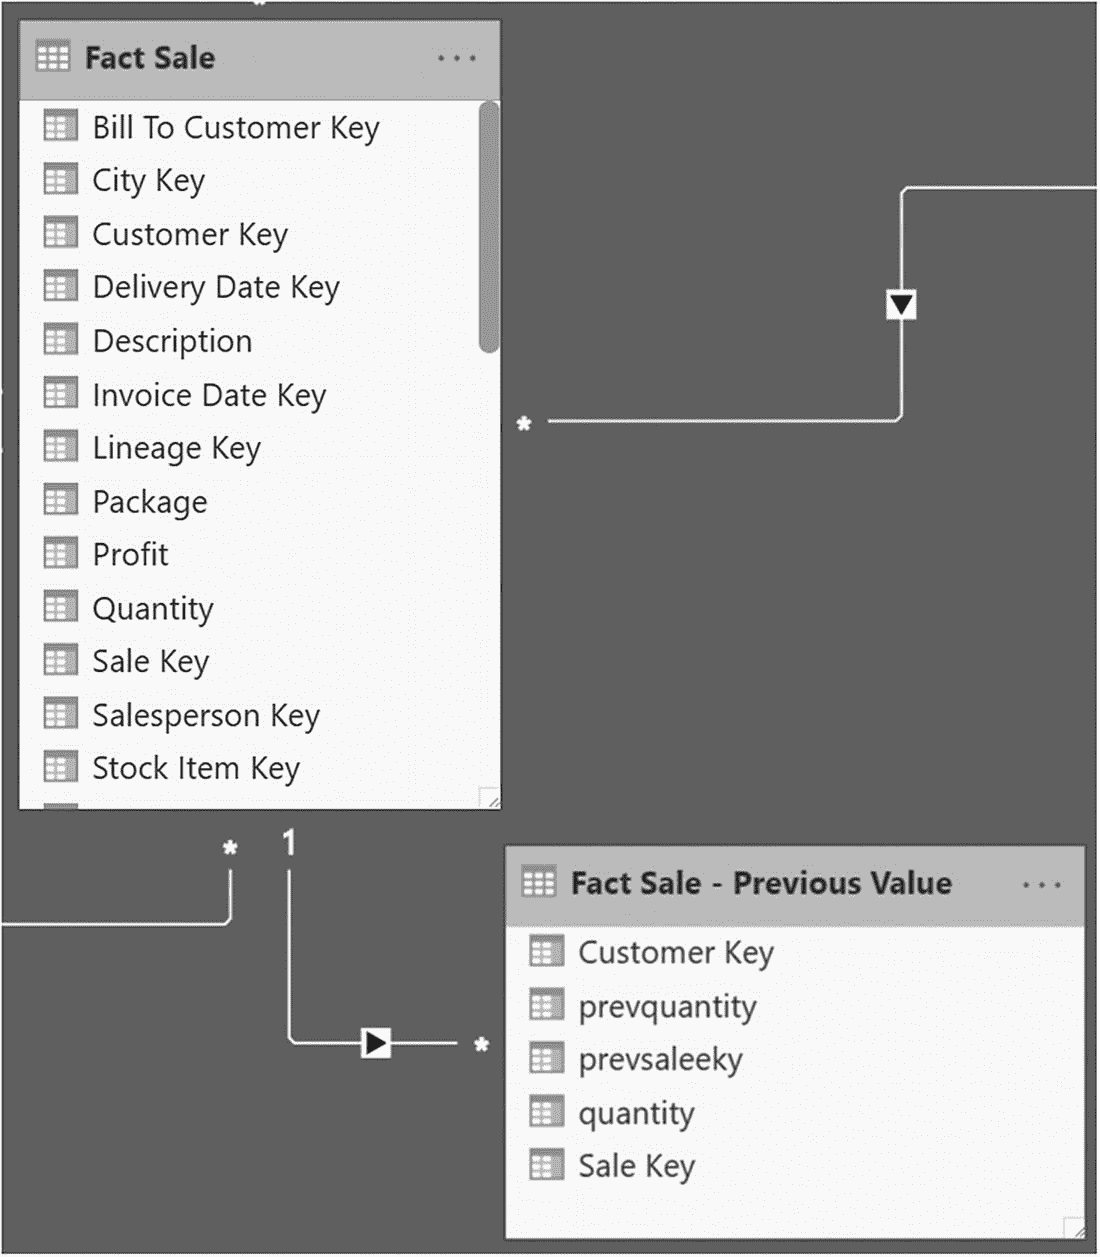 Fact Sale
Bill To Customer Key
City Key
Customer Key
Delivery Date Key
Description
Invoice Date Key
Lineage Key
Package
Profit
Quantity
Sale Key
Salesperson Key
Stock Item Key
*
* 1
*
Fact Sale - Previous Value
Customer Key
prevquantity
prevsaleeky
quantity
Sale Key